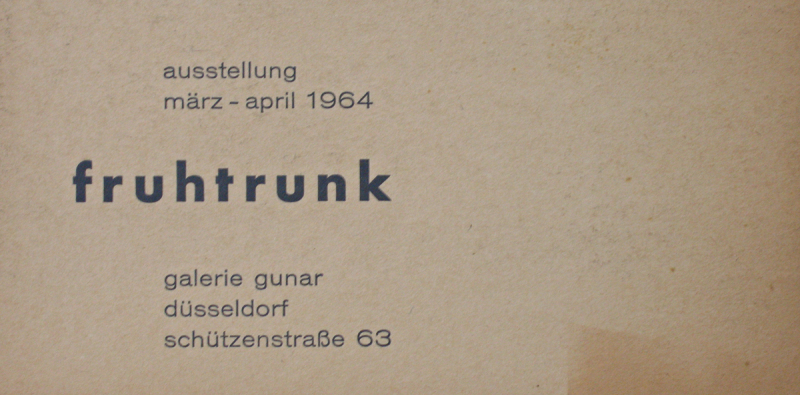 ausstellung
märz - april 1964
fruhtrunk
galerie gunar
düsseldorf
schützenstraße 63